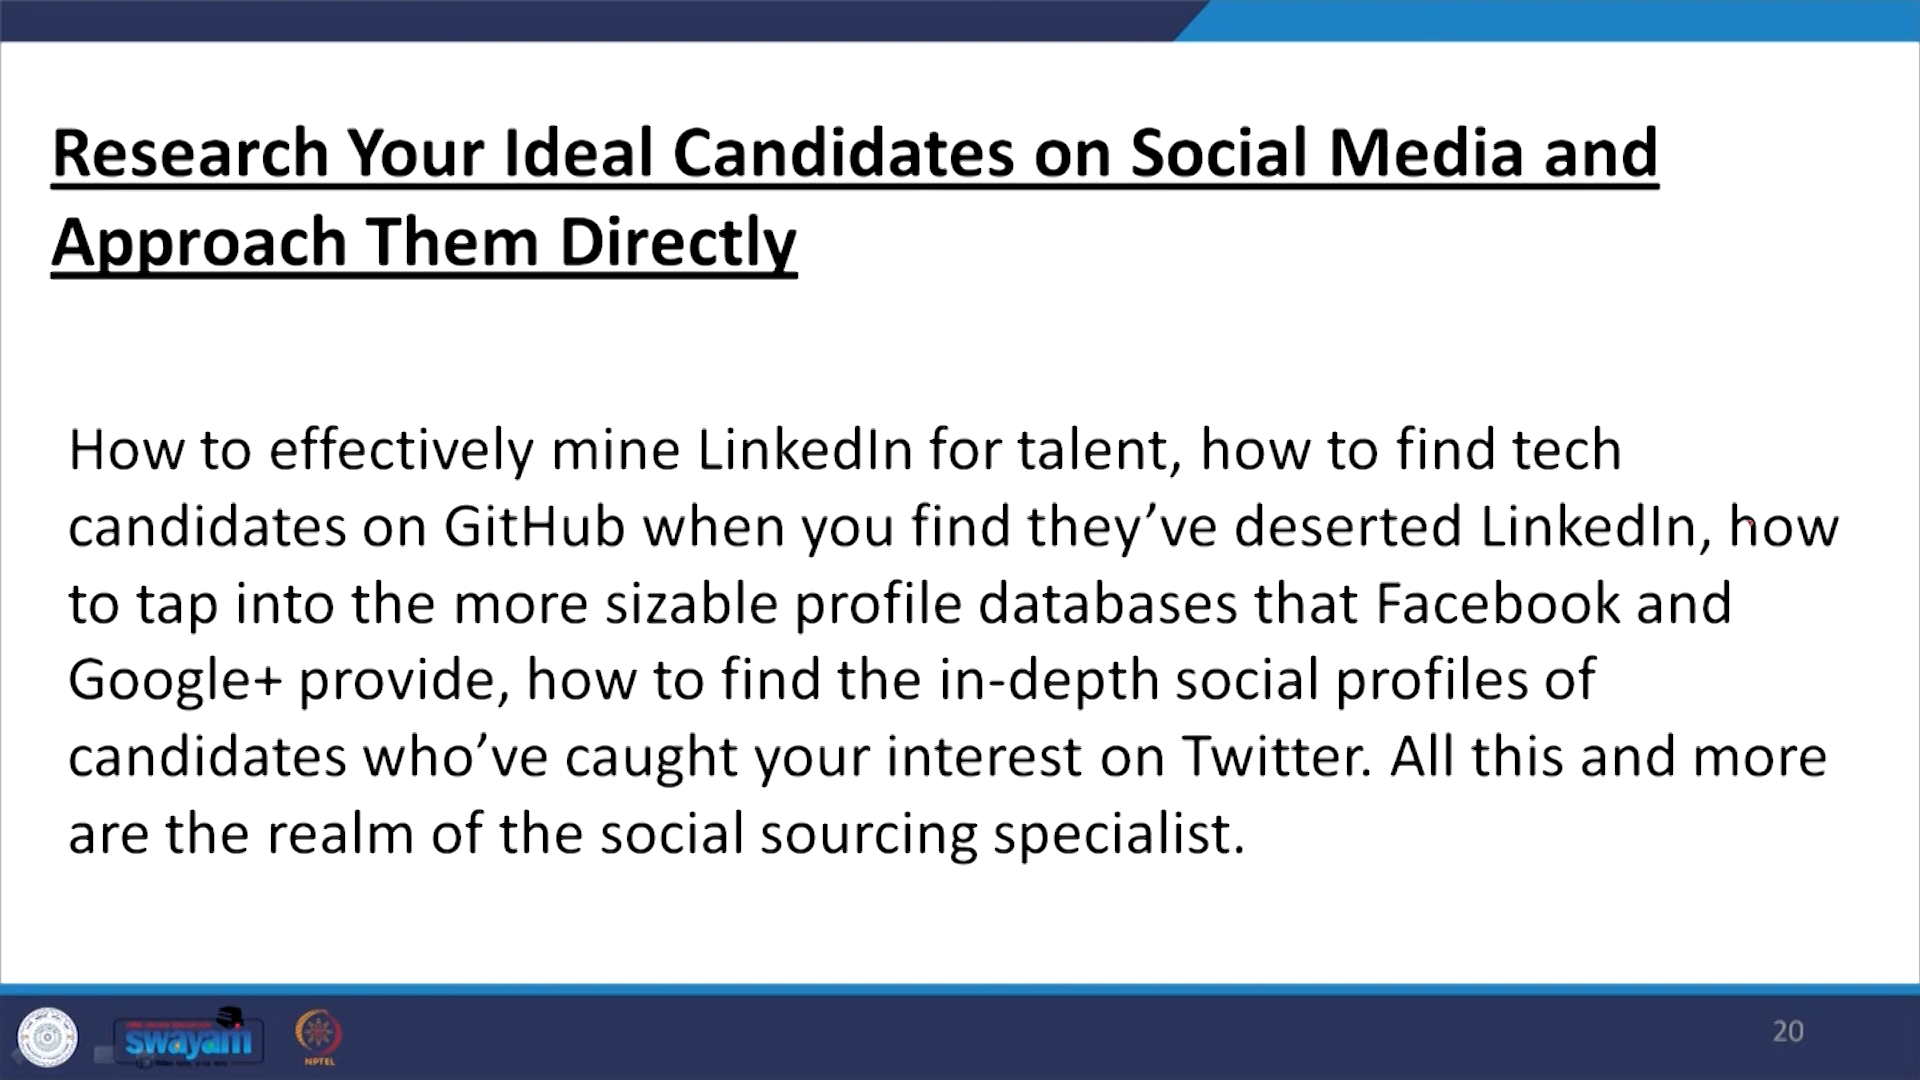 Research Your Ideal Candidates on Social Media and
Approach Them Directly
How to effectively mine LinkedIn for talent, how to find tech
candidates on GitHub when you find they’ve deserted LinkedIn, how
to tap into the more sizable profile databases that Facebook and
Google+ provide, how to find the in-depth social profiles of
candidates who’ve caught your interest on Twitter. All this and more
are the realm of the social sourcing specialist.
swayam
NPTEL
20